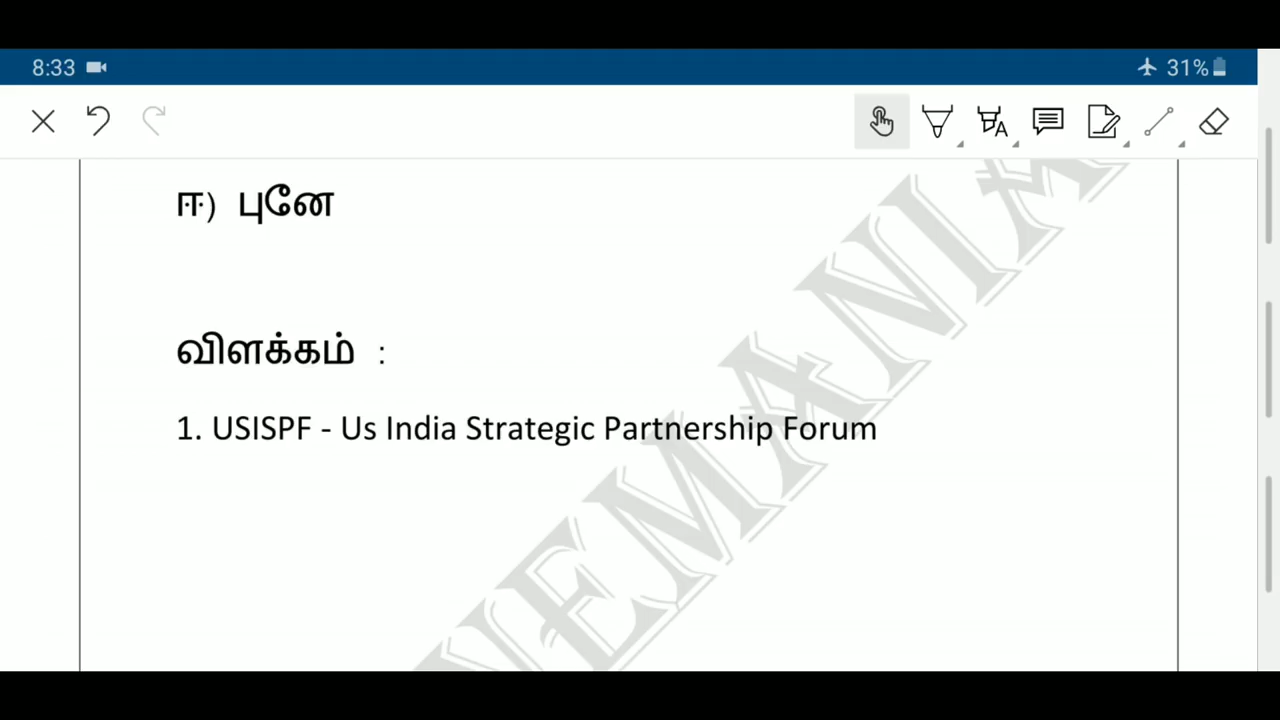 8:33 31%
ஈ) புனே
விளக்கம் :
1. USISPF - Us India Strategic Partnership Forum